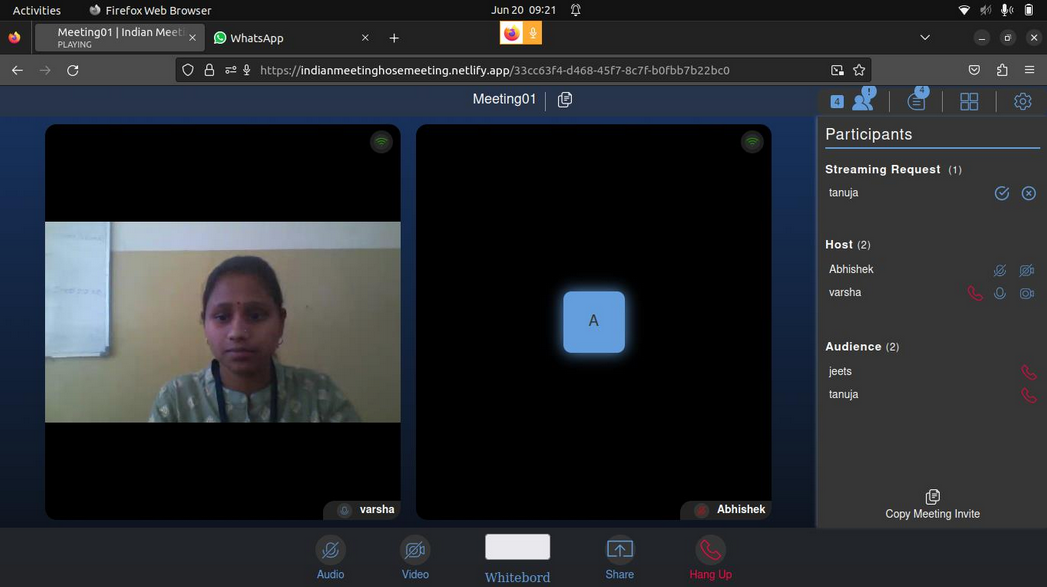 Activities
Firefox Web Browser
Jun 20 09:21
Meeting01 | Indian Meeti
PLAYING
WhatsApp
https://indianmeetinghosemeeting.netlify.app/33cc63f4-d468-45f7-8c7f-b0fbb7b22bc0
Meeting01
4
!
4
Participants
Streaming Request (1)
tanuja
Host (2)
Abhishek
varsha
Audience (2)
jeets
tanuja
Copy Meeting Invite
A
varsha
Abhishek
Audio
Video
Whitebord
Share
Hang Up